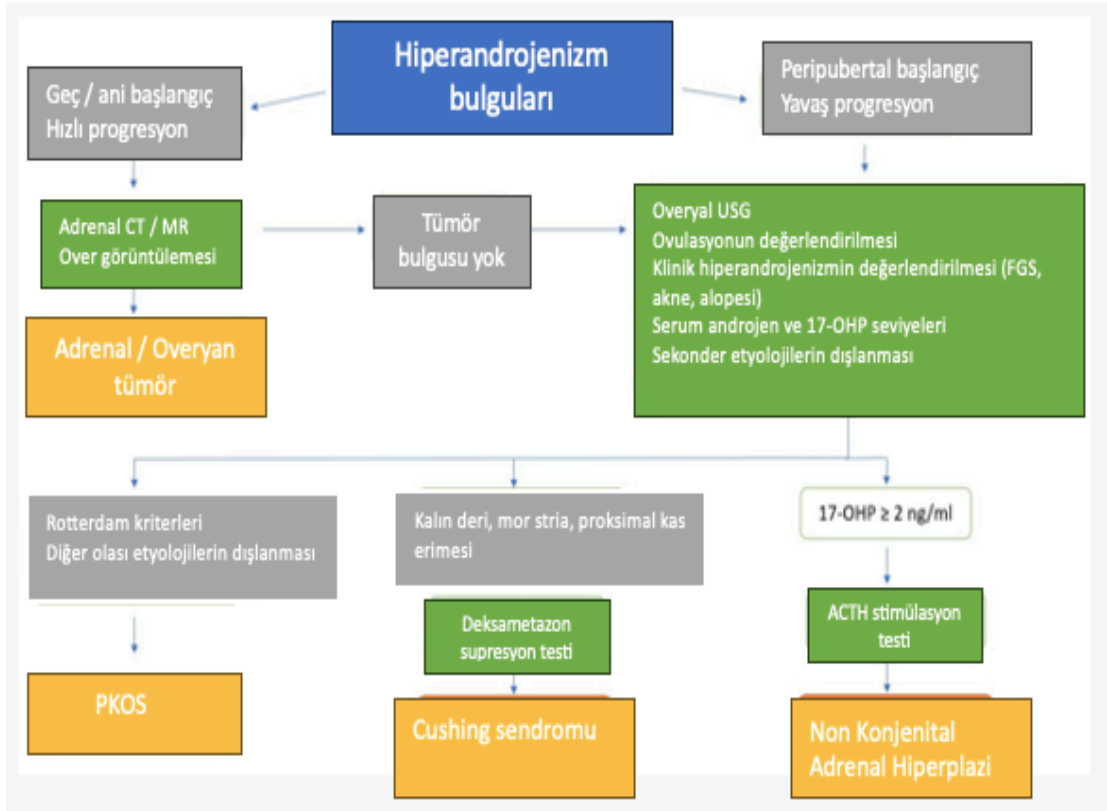 Hiperandrojenizm
bulguları
Geç / ani başlangıç
Hızlı progresyon
Peripubertal başlangıç
Yavaş progresyon
Adrenal CT / MR
Over görüntülemesi
Tümör
bulgusu yok
Overyal USG
Ovulasyonun değerlendirilmesi
Klinik hiperandrojenizmin değerlendirilmesi (FGS,
akne, alopesi)
Serum androjen ve 17-OHP seviyeleri
Sekonder etyolojilerin dışlanması
Adrenal / Overyan
tümör
Rotterdam kriterleri
Diğer olası etyolojilerin dışlanması
Kalın deri, mor stria, proksimal kas
erimesi
17-OHP ≥ 2 ng/ml
Deksametazon
supresyon testi
ACTH stimülasyon
testi
PKOS
Cushing sendromu
Non Konjenital
Adrenal Hiperplazi